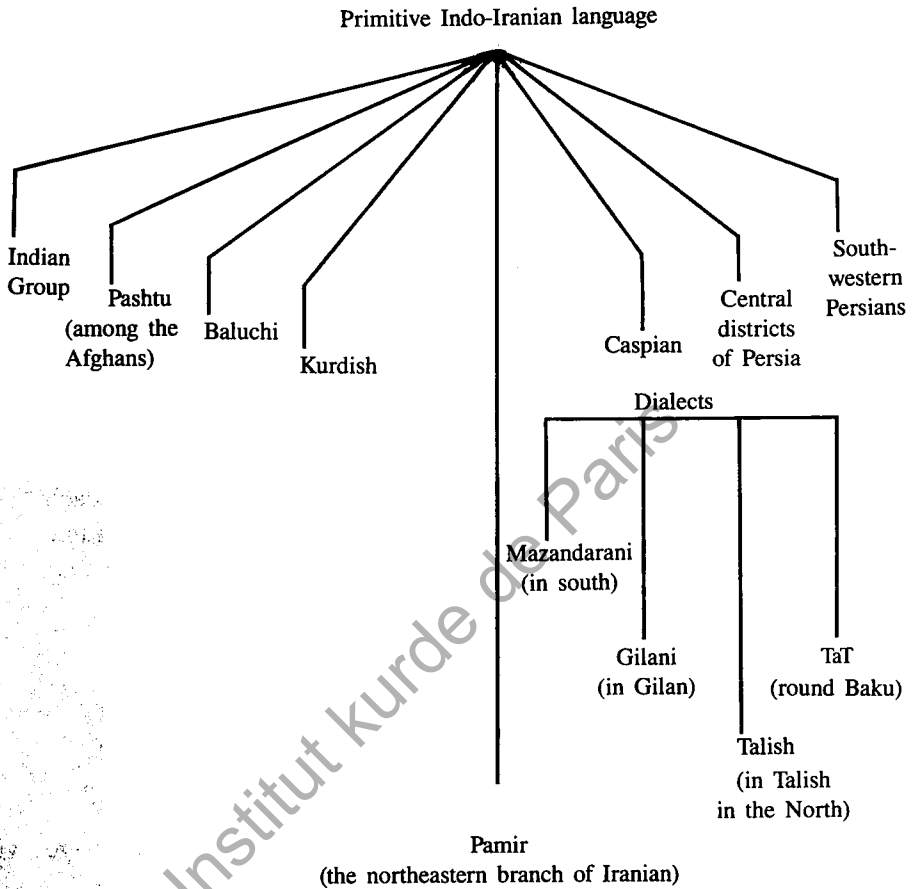 Primitive Indo-Iranian language
Indian
Group
Pashtu
(among the
Afghans)
Baluchi
Kurdish
Caspian
Central
districts
of Persia
South-
western
Persians
Dialects
Mazandarani
(in south)
Gilani
(in Gilan)
Talish
(in Talish
in the North)
TaT
(round Baku)
Pamir
(the northeastern branch of Iranian)
Institut kurde de Paris